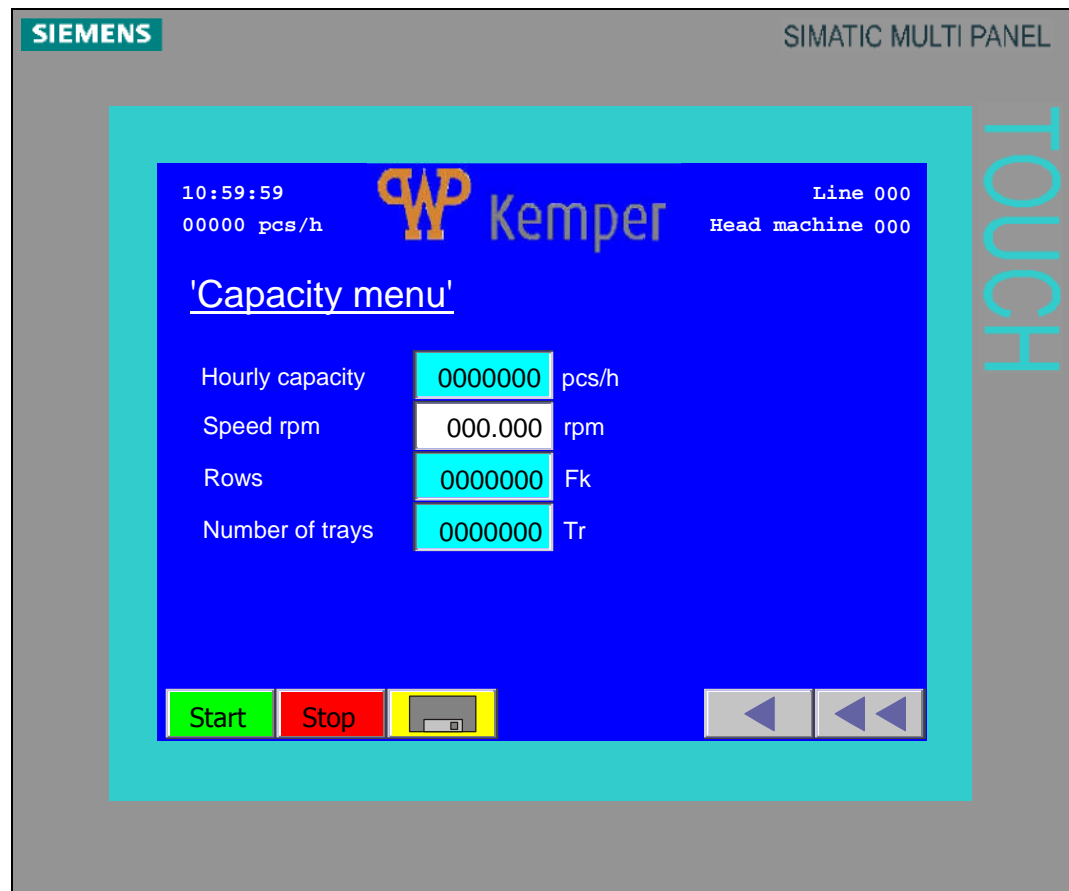 SIEMENS
SIMATIC MULTI PANEL
TOUCH
10:59:59
00000 pcs/h
WP Kemper
Line 000
Head machine 000
'Capacity menu'
Hourly capacity 0000000 pcs/h
Speed rpm 000.000 rpm
Rows 0000000 Fk
Number of trays 0000000 Tr
Start Stop